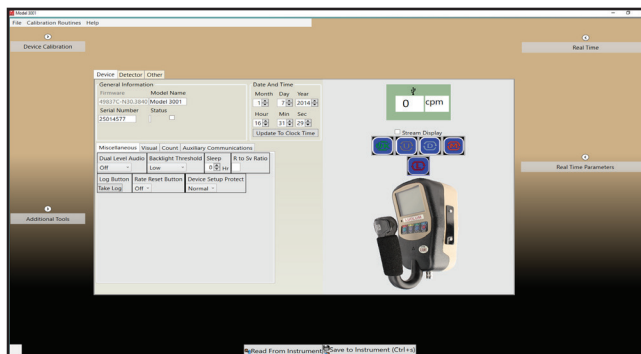 Model 3001
File Calibration Routines Help
Device Calibration
Real Time
Device Detector Other
General Information
Firmware Model Name
Model 3001
Serial Number Status
25014577
Date And Time
Month Day Year
1 7 2014
Hour Min Sec
16 31 29
Update To Clock Time
0 cpm
Stream Display
Miscellaneous Visual Count Auxiliary Communications
Dual Level Audio Backlight Threshold Sleep R to Sv Ratio
Off Low 0 Hr
Log Button Rate Reset Button Device Setup Protect
Take Log Off Normal
Additional Tools
Real Time Parameters
Read From Instrument Save to Instrument (Ctrl+s)